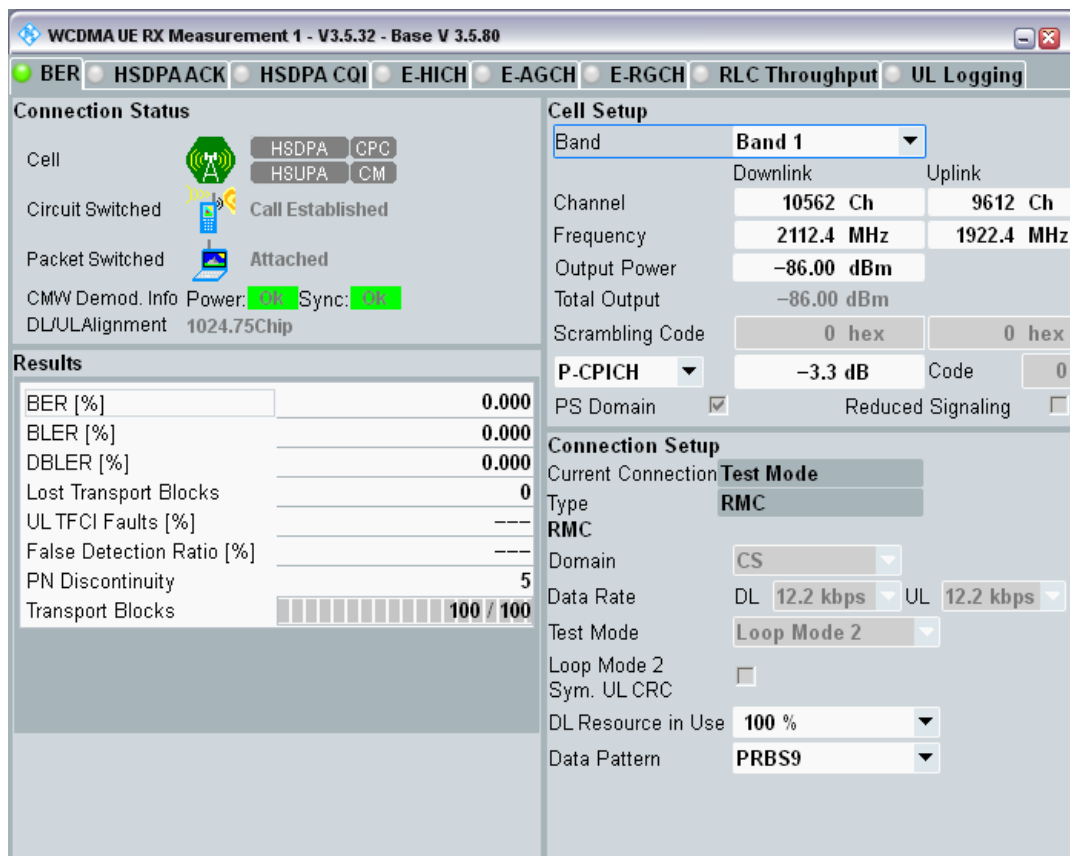 WCDMA UE RX Measurement 1 - V3.5.32 - Base V 3.5.80
BER HSDPA ACK HSDPA CQI E-HICH E-AGCH E-RGCH RLC Throughput UL Logging
Connection Status
Cell HSDPA CPC
HSUPA CM
Circuit Switched Call Established
Packet Switched Attached
CMW Demod. Info Power: Ok Sync: Ok
DL/UL Alignment 1024.75Chip
Results
BER [%] 0.000
BLER [%] 0.000
DBLER [%] 0.000
Lost Transport Blocks 0
UL TFCI Faults [%] ---
False Detection Ratio [%] ---
PN Discontinuity 5
Transport Blocks 100 / 100
Cell Setup
Band Band 1
Downlink Uplink
Channel 10562 Ch 9612 Ch
Frequency 2112.4 MHz 1922.4 MHz
Output Power -86.00 dBm
Total Output -86.00 dBm
Scrambling Code 0 hex 0 hex
P-CPICH -3.3 dB Code 0
PS Domain Reduced Signaling
Connection Setup
Current Connection Test Mode
Type RMC
RMC
Domain CS
Data Rate DL 12.2 kbps UL 12.2 kbps
Test Mode Loop Mode 2
Loop Mode 2
Sym. UL CRC
DL Resource in Use 100 %
Data Pattern PRBS9